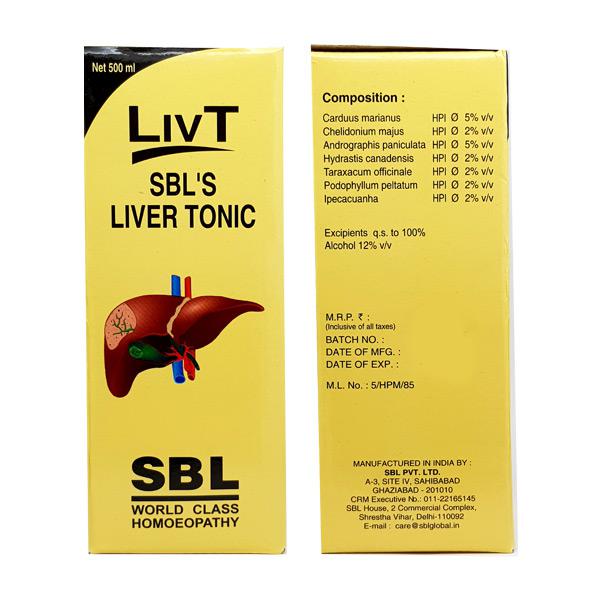 Net 500 ml
LIVT
SBL'S
LIVER TONIC
SBL
WORLD CLASS
HOMOEOPATHY
Composition :
Carduus marianus HPI Ø 5% v/v
Chelidonium majus HPI Ø 2% v/v
Andrographis paniculata HPI Ø 5% v/v
Hydrastis canadensis HPI Ø 2% v/v
Taraxacum officinale HPI Ø 2% v/v
Podophyllum peltatum HPI Ø 2% v/v
Ipecacuanha HPI Ø 2% v/v
Excipients q.s. to 100%
Alcohol 12% v/v
M.R.P. ₹ :
(Inclusive of all taxes)
BATCH NO. :
DATE OF MFG. :
DATE OF EXP. :
M.L. No. : 5/HPM/85
MANUFACTURED IN INDIA BY :
SBL PVT. LTD.
A-3, SITE IV, SAHIBABAD
GHAZIABAD - 201010
CRM Executive No.: 011-22165145
SBL House, 2 Commercial Complex,
Shrestha Vihar, Delhi-110092
E-mail : care@sblglobal.in